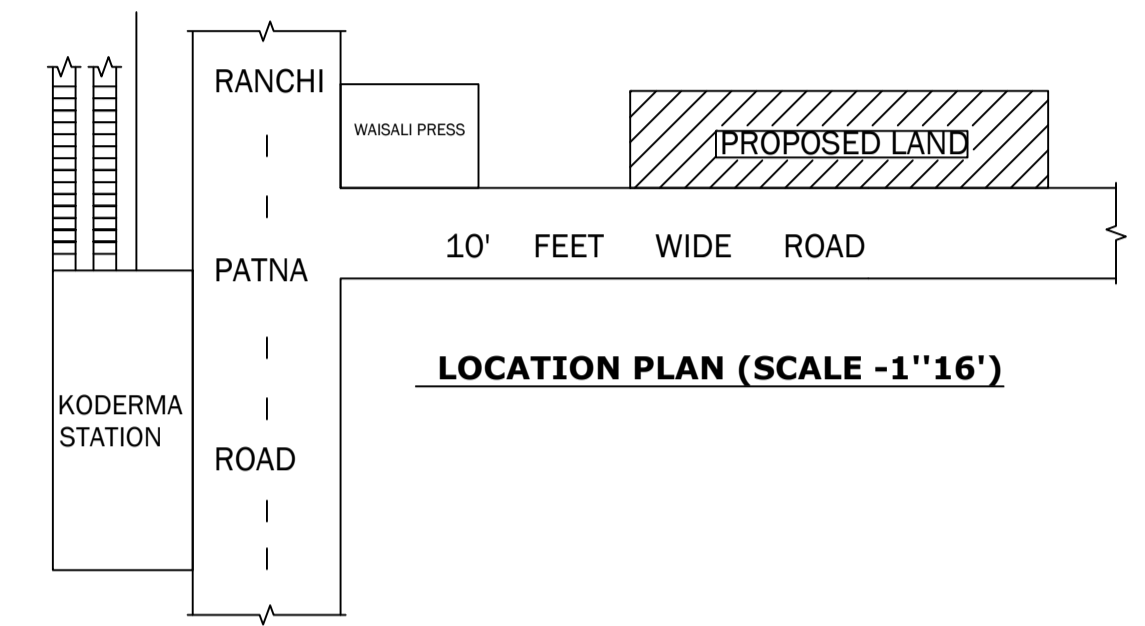 RANCHI
WAISALI PRESS
PROPOSED LAND
10' FEET WIDE ROAD
PATNA
LOCATION PLAN (SCALE -1''16')
KODERMA
STATION
ROAD